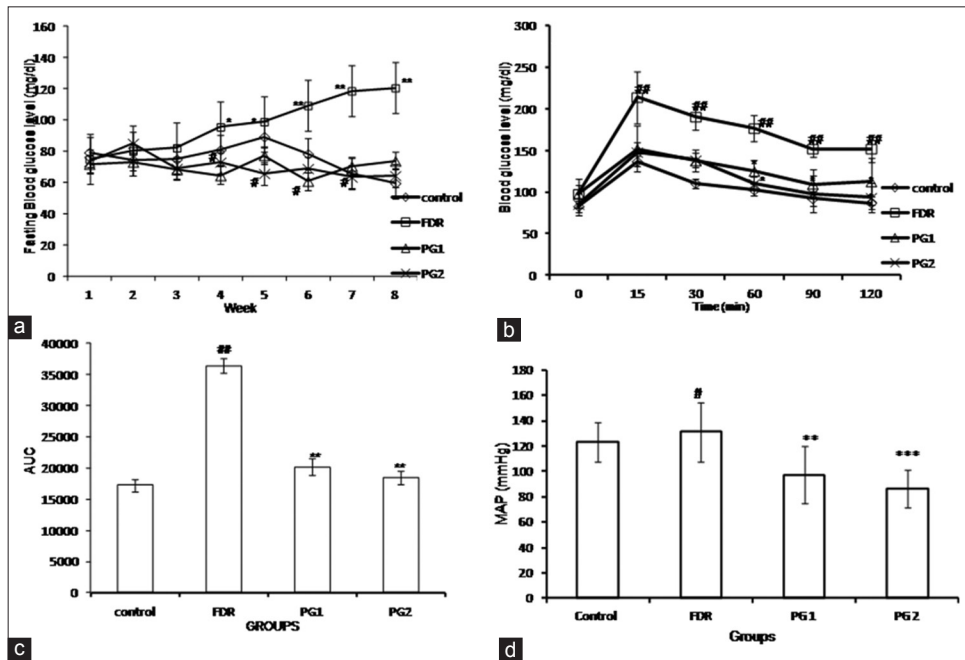 160
140
120
100
80
60
40
20
0
Fasting Blood glucose level (mg/dl)
**
**
**
*
*
#
#
#
#
control
FDR
PG1
PG2
1 2 3 4 5 6 7 8
Week
a
300
250
200
150
100
50
0
Blood glucose level (mg/dl)
##
##
##
##
##
*
*
*
control
FDR
PG1
PG2
0 15 30 60 90 120
Time (min)
b
40000
35000
30000
25000
20000
15000
10000
5000
0
AUC
##
**
**
control FDR PG1 PG2
GROUPS
c
180
160
140
120
100
80
60
40
20
0
MAP (mmHg)
#
**
***
Control FDR PG 1 PG 2
Groups
d